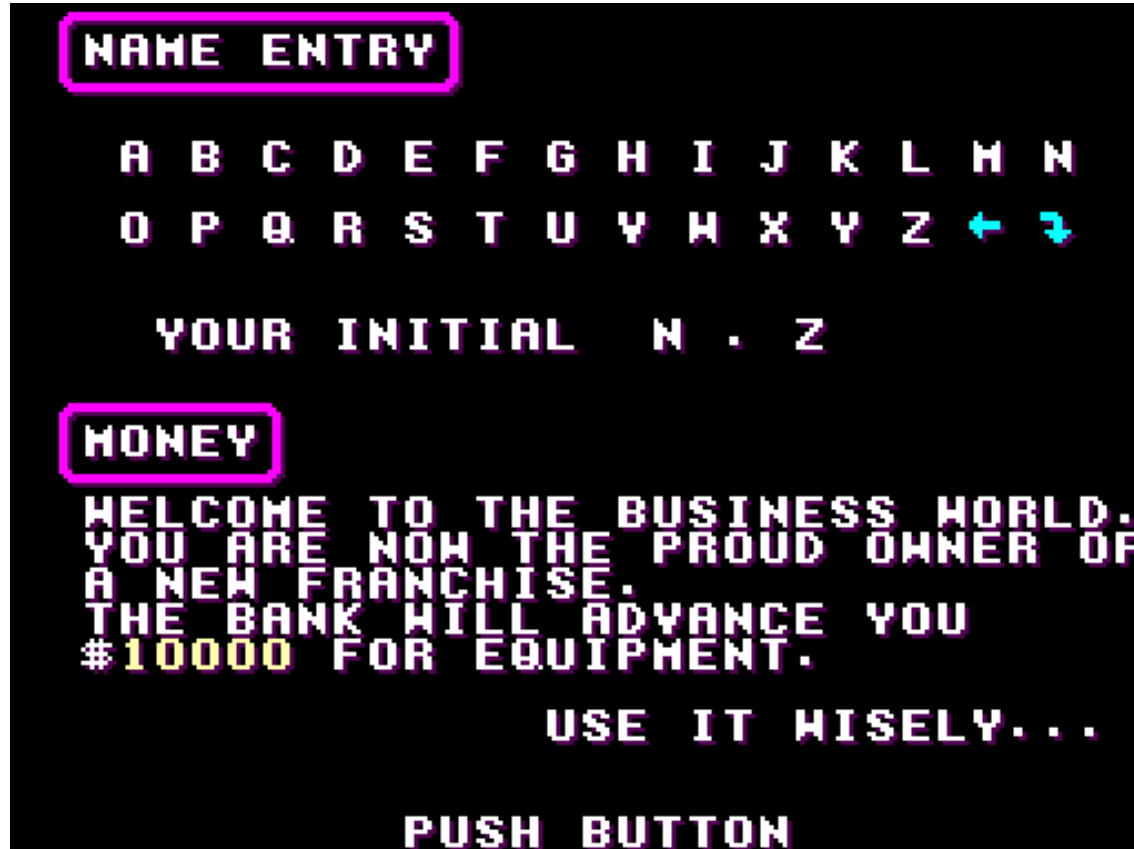 NAME ENTRY
A B C D E F G H I J K L M N
O P Q R S T U V W X Y Z ← ⤵
YOUR INITIAL N . Z
MONEY
WELCOME TO THE BUSINESS WORLD.
YOU ARE NOW THE PROUD OWNER OF
A NEW FRANCHISE.
THE BANK WILL ADVANCE YOU
#10000 FOR EQUIPMENT.
USE IT WISELY...
PUSH BUTTON